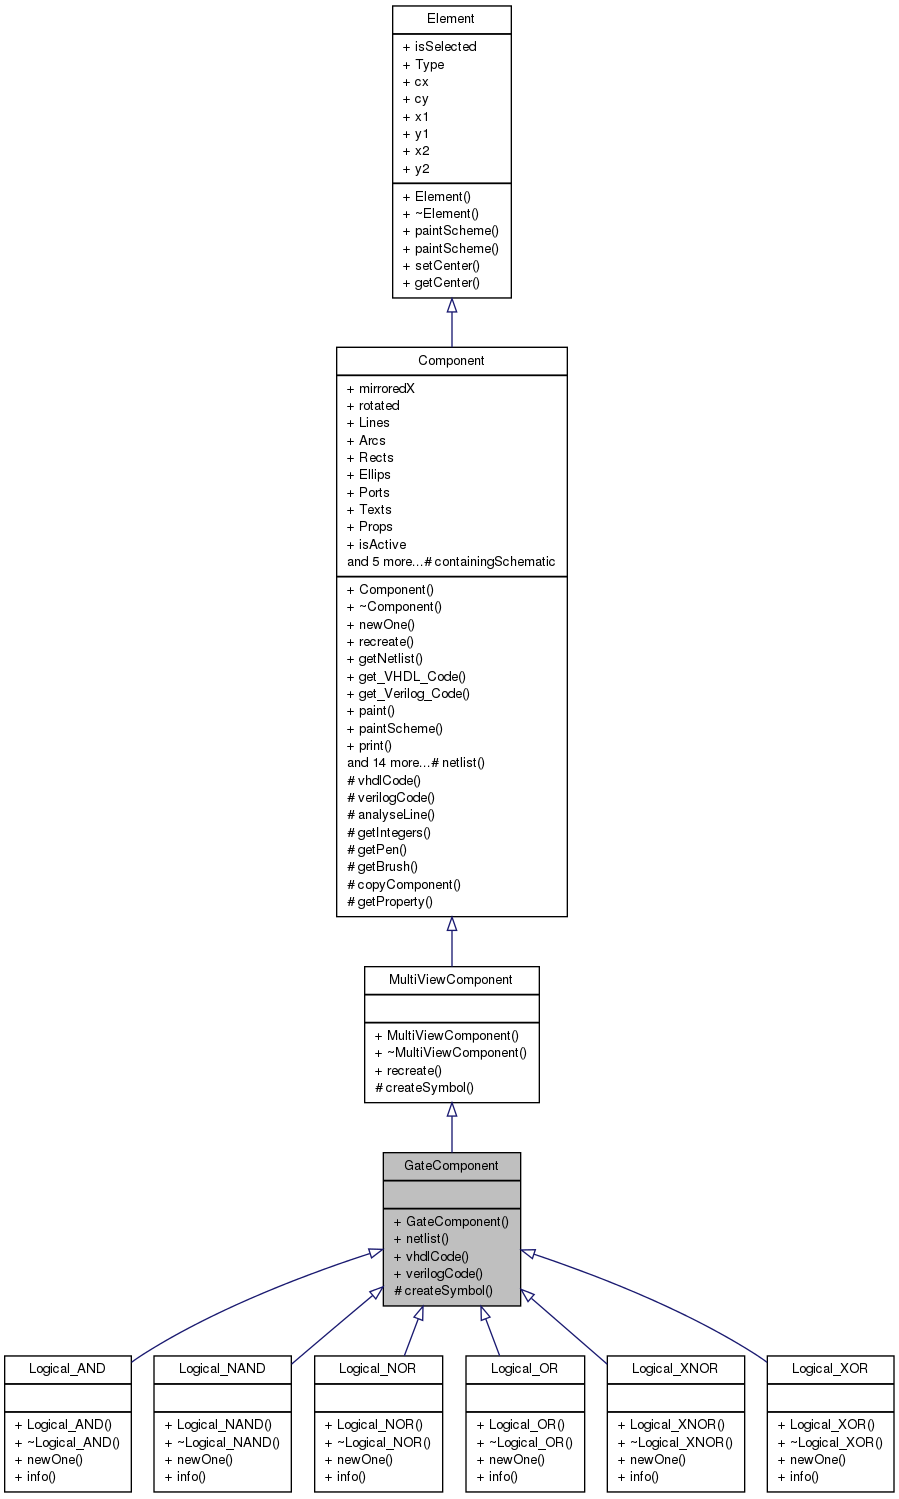 Element
+ isSelected
+ Type
+ cx
+ cy
+ x1
+ y1
+ x2
+ y2
+ Element()
+ ~Element()
+ paintScheme()
+ paintScheme()
+ setCenter()
+ getCenter()
Component
+ mirroredX
+ rotated
+ Lines
+ Arcs
+ Rects
+ Ellips
+ Ports
+ Texts
+ Props
+ isActive
and 5 more...# containingSchematic
+ Component()
+ ~Component()
+ newOne()
+ recreate()
+ getNetlist()
+ get_VHDL_Code()
+ get_Verilog_Code()
+ paint()
+ paintScheme()
+ print()
and 14 more...# netlist()
# vhdlCode()
# verilogCode()
# analyseLine()
# getIntegers()
# getPen()
# getBrush()
# copyComponent()
# getProperty()
MultiViewComponent
+ MultiViewComponent()
+ ~MultiViewComponent()
+ recreate()
# createSymbol()
GateComponent
+ GateComponent()
+ netlist()
+ vhdlCode()
+ verilogCode()
# createSymbol()
Logical_AND
+ Logical_AND()
+ ~Logical_AND()
+ newOne()
+ info()
Logical_NAND
+ Logical_NAND()
+ ~Logical_NAND()
+ newOne()
+ info()
Logical_NOR
+ Logical_NOR()
+ ~Logical_NOR()
+ newOne()
+ info()
Logical_OR
+ Logical_OR()
+ ~Logical_OR()
+ newOne()
+ info()
Logical_XNOR
+ Logical_XNOR()
+ ~Logical_XNOR()
+ newOne()
+ info()
Logical_XOR
+ Logical_XOR()
+ ~Logical_XOR()
+ newOne()
+ info()